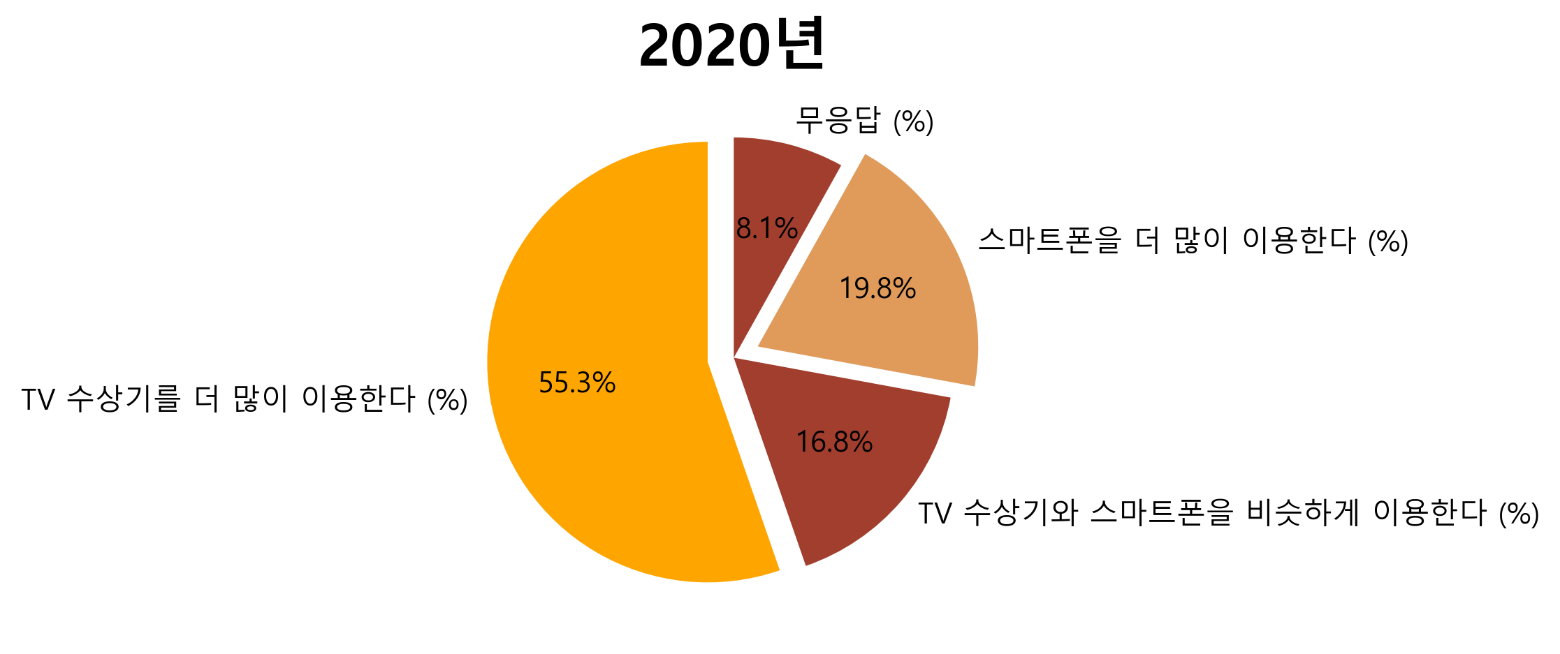 2020년
무응답 (%)
8.1%
스마트폰을 더 많이 이용한다 (%)
19.8%
TV 수상기를 더 많이 이용한다 (%)
55.3%
16.8%
TV 수상기와 스마트폰을 비슷하게 이용한다 (%)